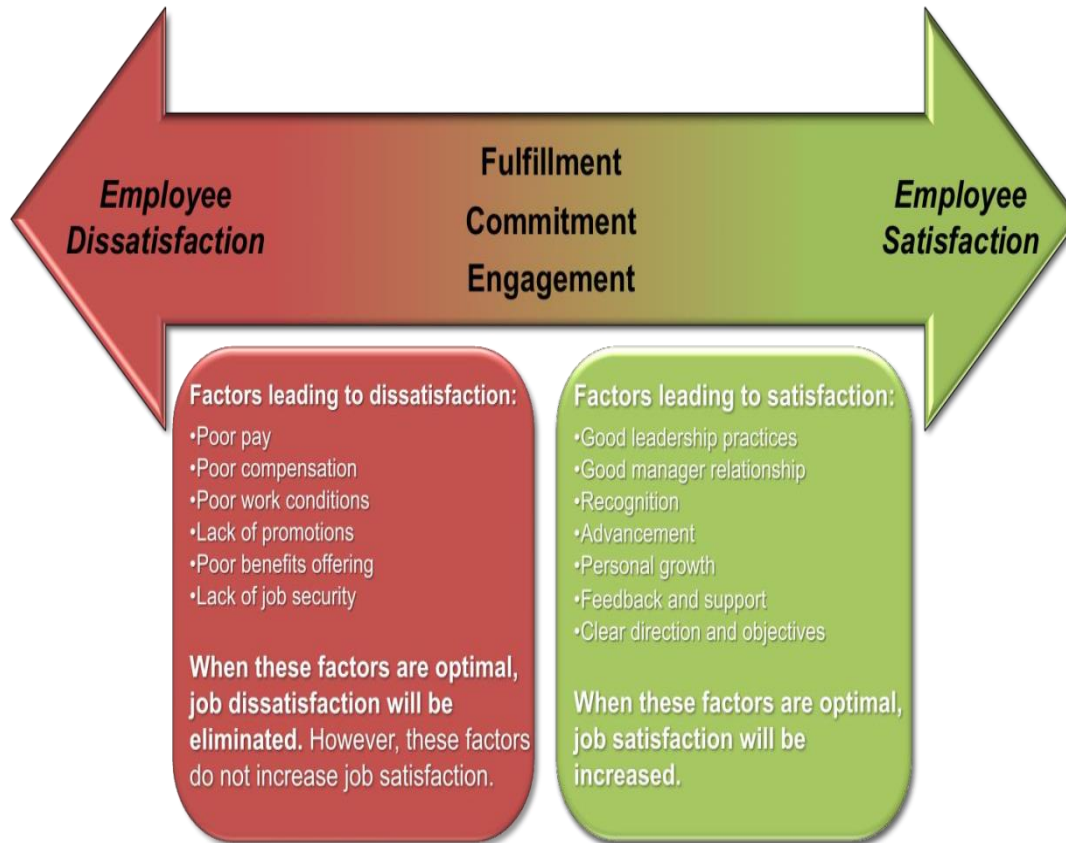 Employee
Dissatisfaction
Fulfillment
Commitment
Engagement
Employee
Satisfaction
Factors leading to dissatisfaction:
•Poor pay
•Poor compensation
•Poor work conditions
•Lack of promotions
•Poor benefits offering
•Lack of job security
When these factors are optimal,
job dissatisfaction will be
eliminated. However, these factors
do not increase job satisfaction.
Factors leading to satisfaction:
•Good leadership practices
•Good manager relationship
•Recognition
•Advancement
•Personal growth
•Feedback and support
•Clear direction and objectives
When these factors are optimal,
job satisfaction will be
increased.